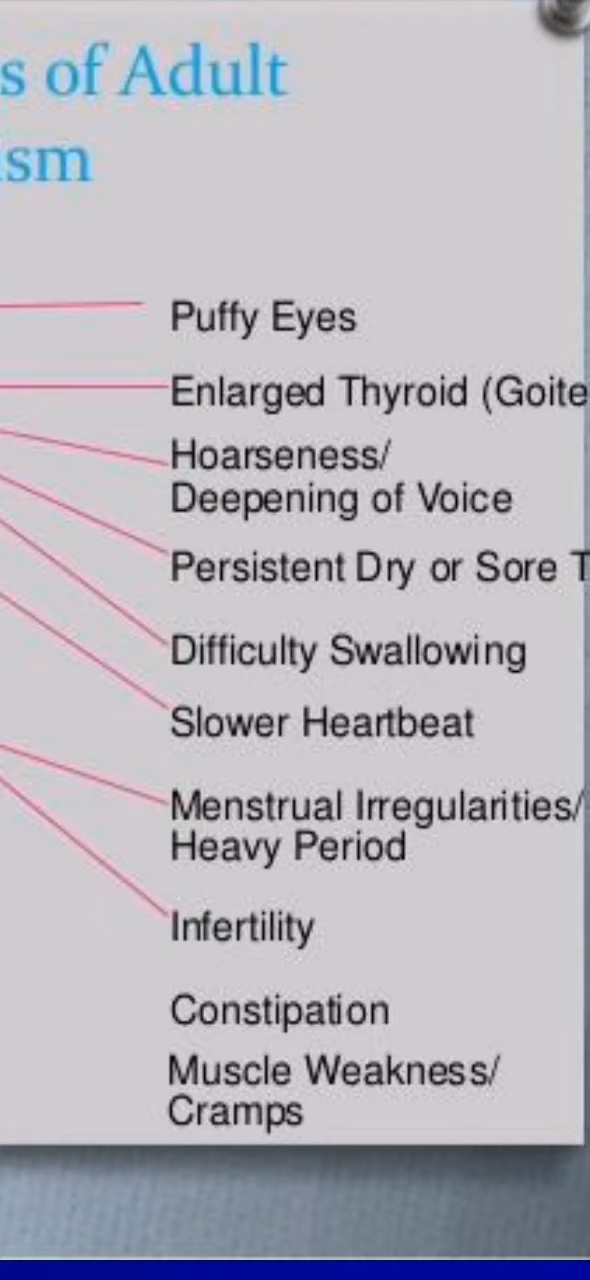 s of Adult
ism
Puffy Eyes
Enlarged Thyroid (Goite
Hoarseness/
Deepening of Voice
Persistent Dry or Sore T
Difficulty Swallowing
Slower Heartbeat
Menstrual Irregularities/
Heavy Period
Infertility
Constipation
Muscle Weakness/
Cramps